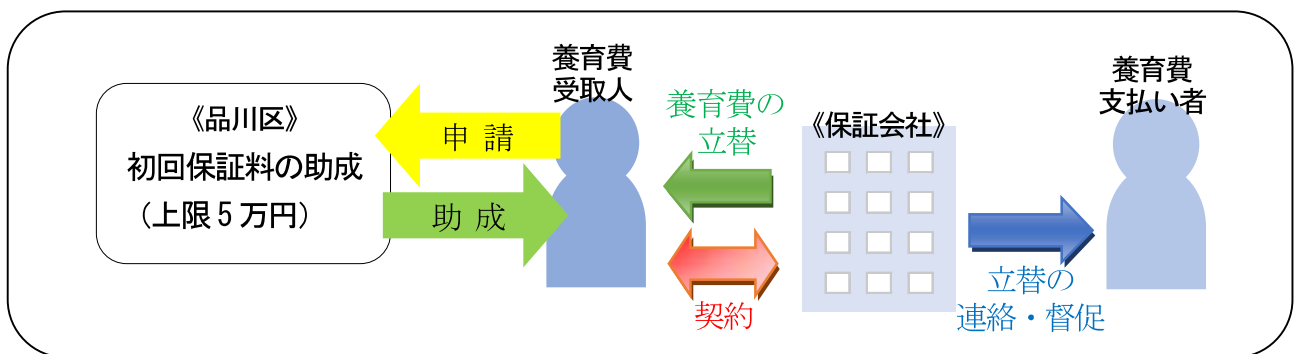 《品川区》
初回保証料の助成
（上限５万円）
申 請
助 成
養育費
受取人
養育費の
立替
契約
《保証会社》
立替の
連絡・督促
養育費
支払い者